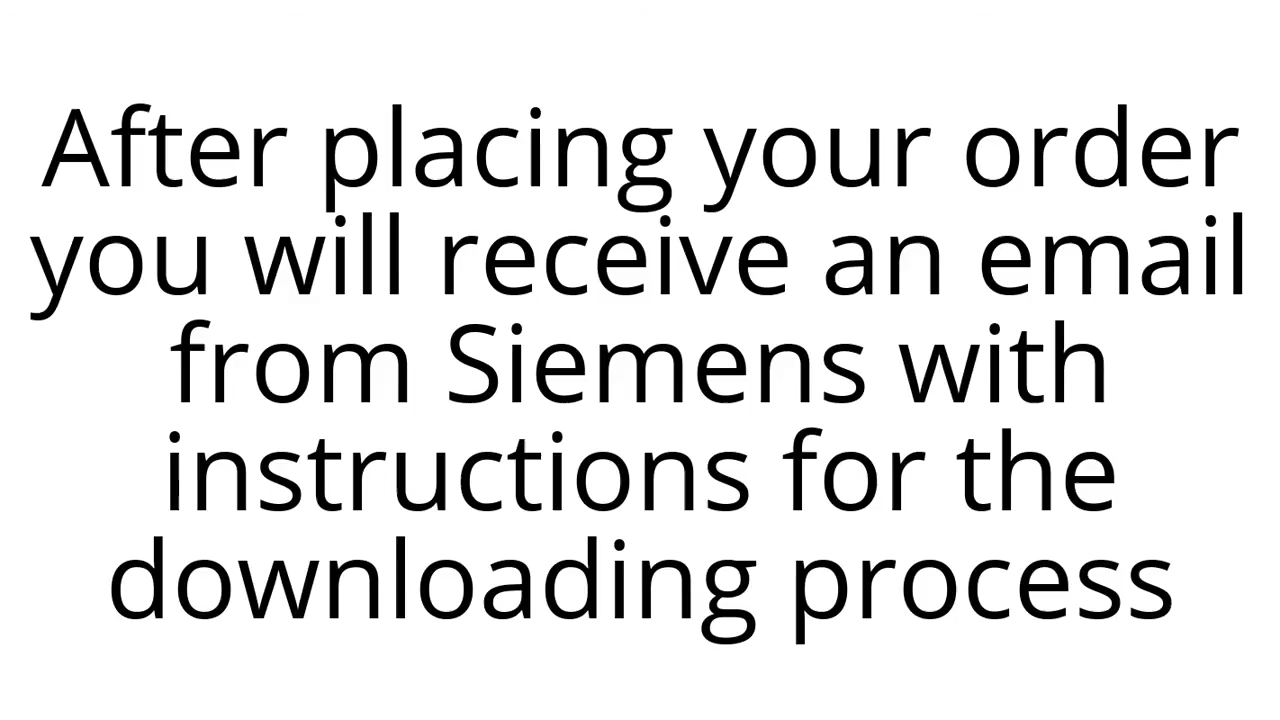 After placing your order
you will receive an email
from Siemens with
instructions for the
downloading process